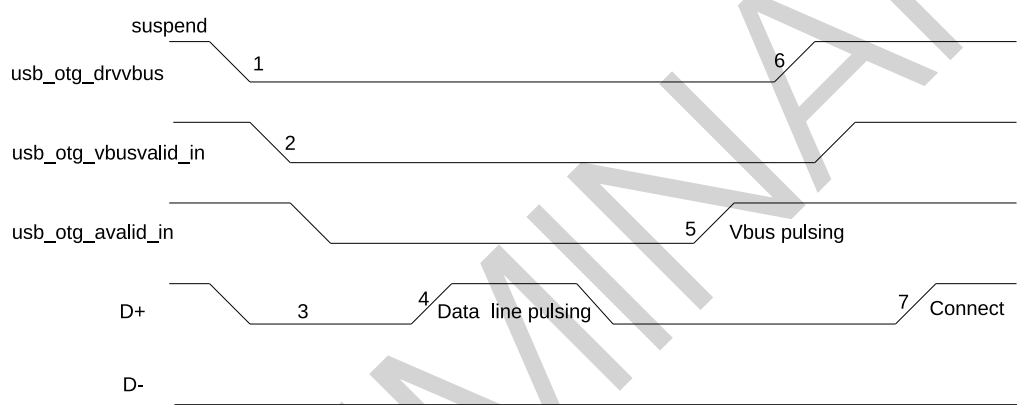 suspend
usb_otg_drvvbus
1
6
usb_otg_vbusvalid_in
2
usb_otg_avalid_in
5
Vbus pulsing
D+
3
4
Data line pulsing
7
Connect
D-